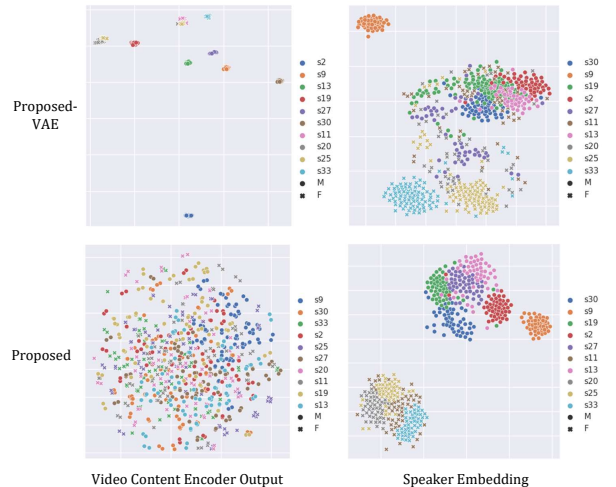 Proposed-
VAE
s2
s9
s13
s19
s27
s30
s11
s20
s25
s33
M
F
s30
s9
s19
s2
s27
s11
s13
s20
s25
s33
M
F
Proposed
s9
s30
s33
s2
s25
s27
s20
s11
s19
s13
M
F
s30
s9
s19
s2
s27
s11
s13
s20
s25
s33
M
F
Video Content Encoder Output
Speaker Embedding